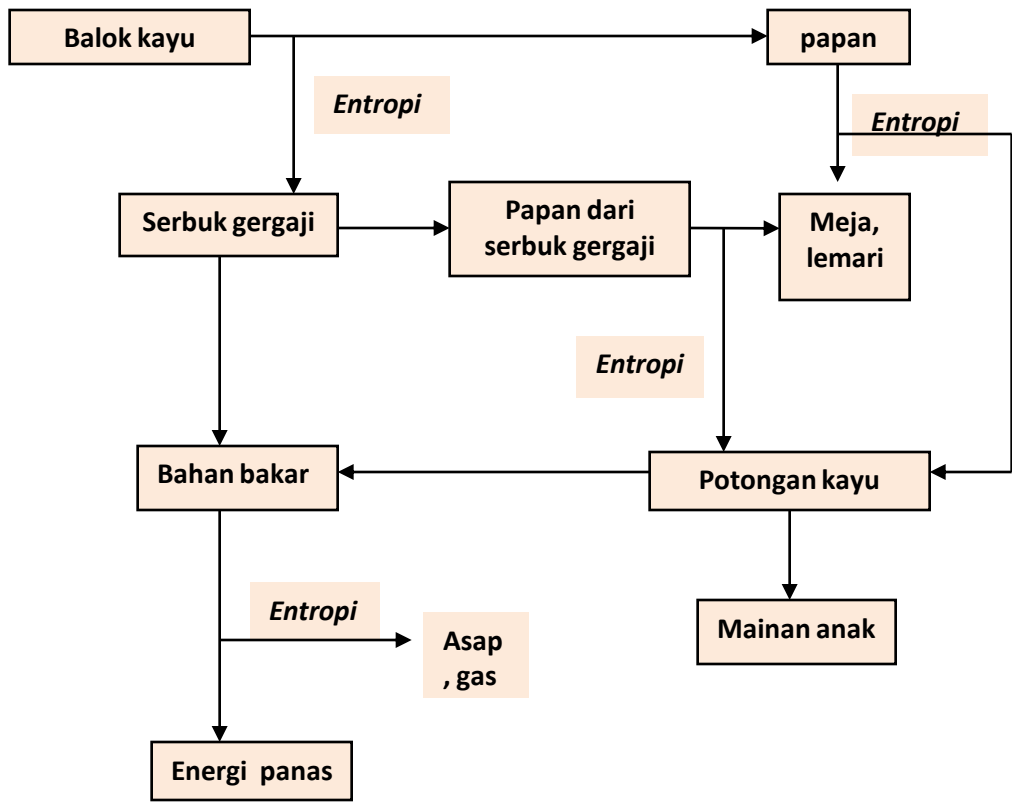 Balok kayu
papan
Entropi
Entropi
Serbuk gergaji
Papan dari
serbuk gergaji
Meja,
lemari
Entropi
Bahan bakar
Potongan kayu
Entropi
Asap
, gas
Mainan anak
Energi panas